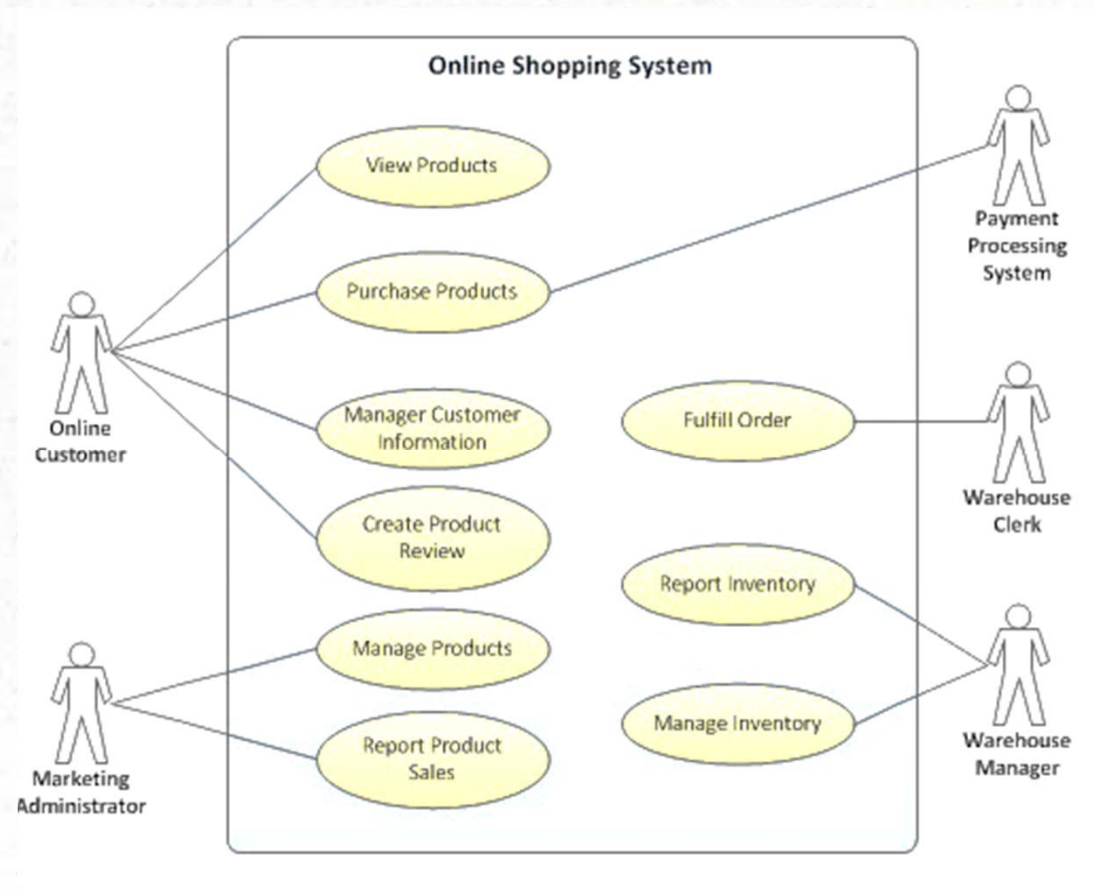 Online Shopping System
View Products
Purchase Products
Manager Customer
Information
Create Product
Review
Manage Products
Report Product
Sales
Fulfill Order
Report Inventory
Manage Inventory
Online
Customer
Marketing
Administrator
Payment
Processing
System
Warehouse
Clerk
Warehouse
Manager